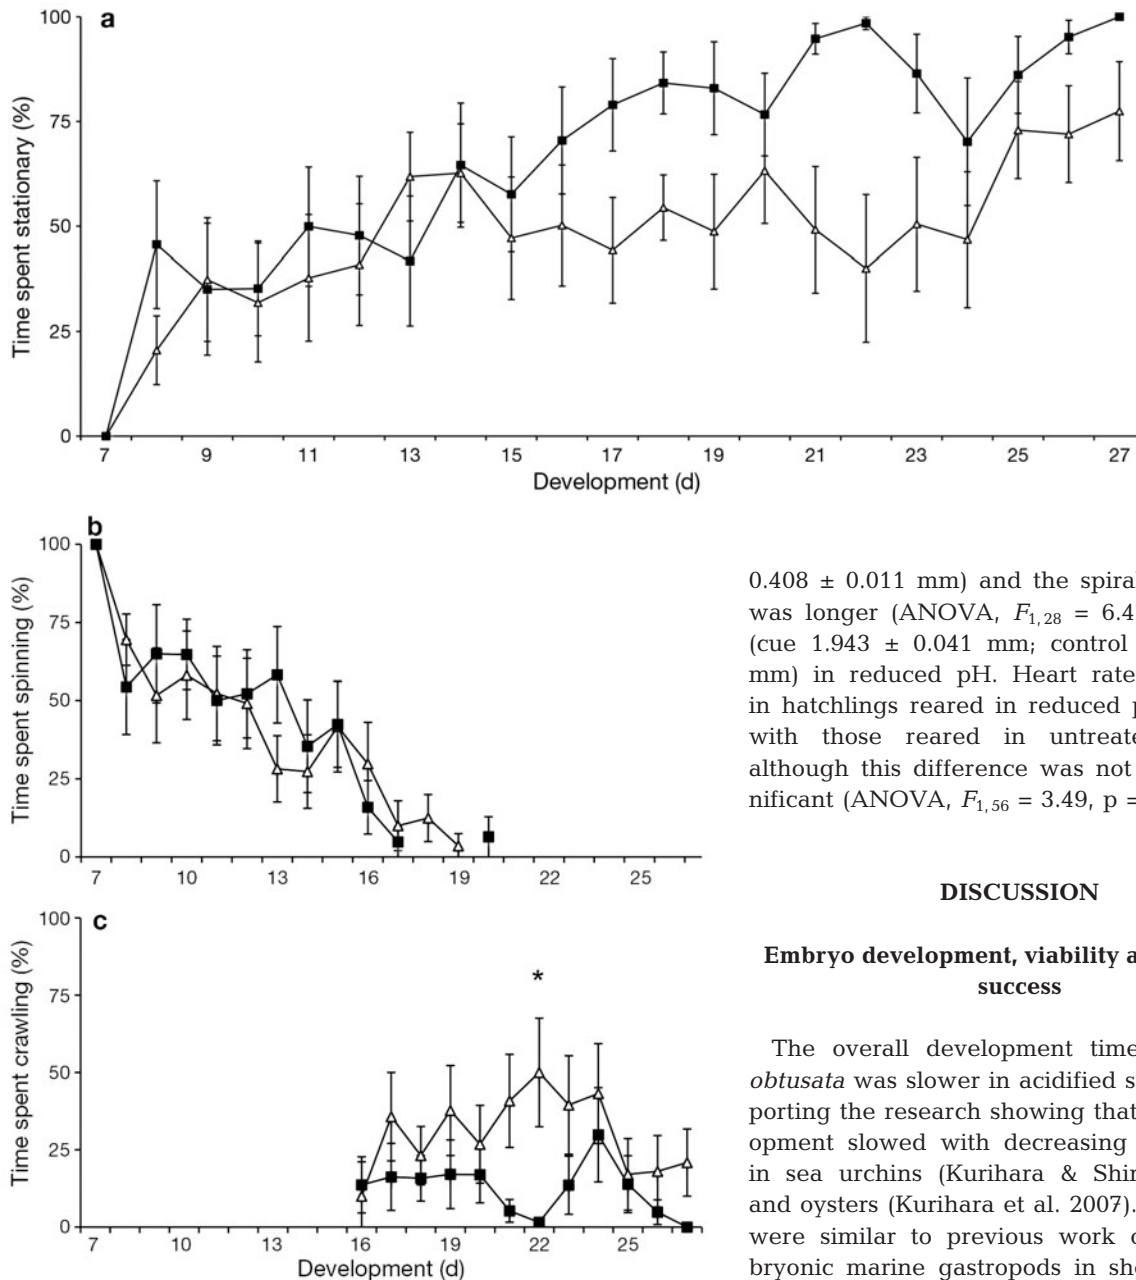 a
100
75
50
25
0
Time spent stationary (%)
7 9 11 13 15 17 19 21 23 25 27
Development (d)
b
100
75
50
25
0
Time spent spinning (%)
7 10 13 16 19 22 25
c
100
75
50
25
0
Time spent crawling (%)
*
7 10 13 16 19 22 25
Development (d)
0.408 ± 0.011 mm) and the spiral
was longer (ANOVA, F1, 28 = 6.4
(cue 1.943 ± 0.041 mm; control
mm) in reduced pH. Heart rate
in hatchlings reared in reduced
with those reared in
although this difference was not
nificant (ANOVA, F1, 56 = 3.49, p =
DISCUSSION
Embryo development, viability
success
The overall development time
obtusata was slower in acidified
porting the research showing that
opment slowed with decreasing
in sea urchins (Kurihara &
and oysters (Kurihara et al. 2007).
were similar to previous work
bryonic marine gastropods in